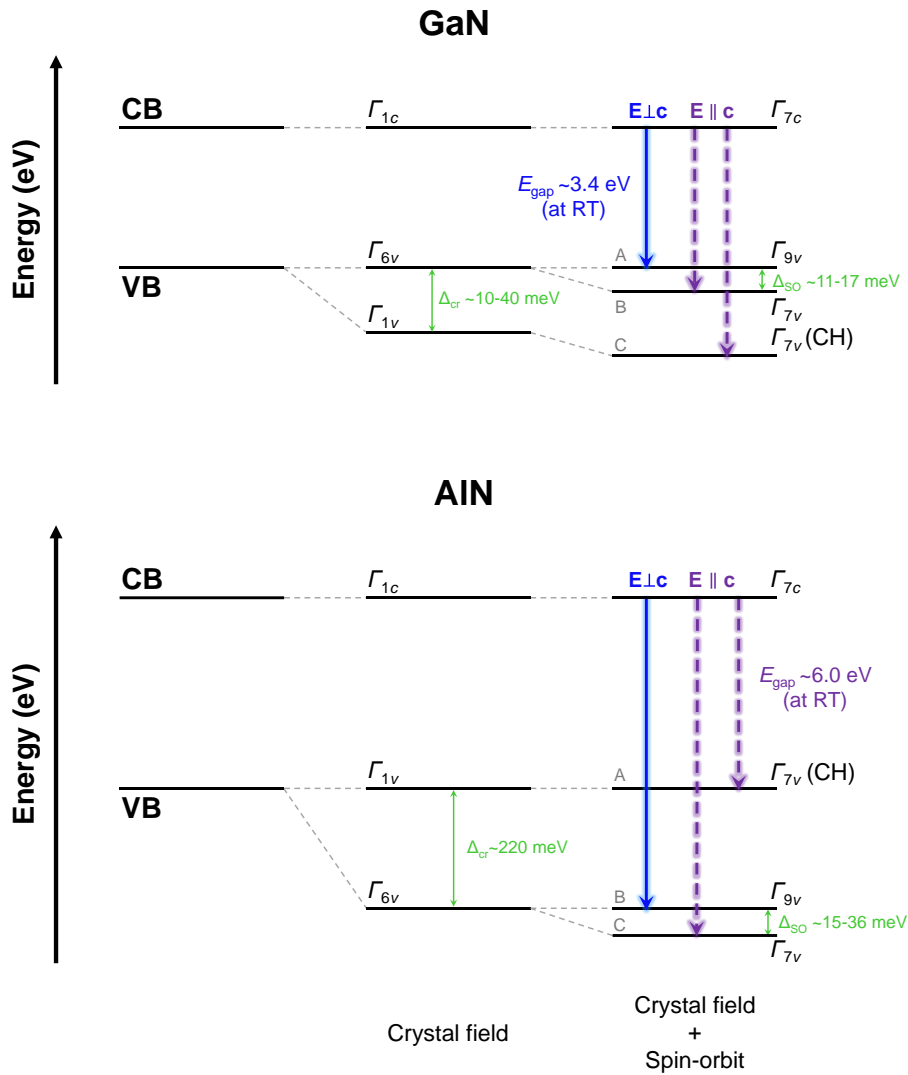 GaN
Energy (eV)
CB
Γ1c
E⊥c
E ∥ c
Γ7c
Egap ~3.4 eV
(at RT)
VB
Γ6v
Δcr ~10-40 meV
Γ1v
A
Γ9v
ΔSO ~11-17 meV
B
Γ7v
C
Γ7v (CH)
AlN
Energy (eV)
CB
Γ1c
E⊥c
E ∥ c
Γ7c
Egap ~6.0 eV
(at RT)
VB
Γ1v
A
Γ7v (CH)
Δcr~220 meV
Γ6v
B
Γ9v
C
ΔSO ~15-36 meV
Γ7v
Crystal field
Crystal field
+
Spin-orbit